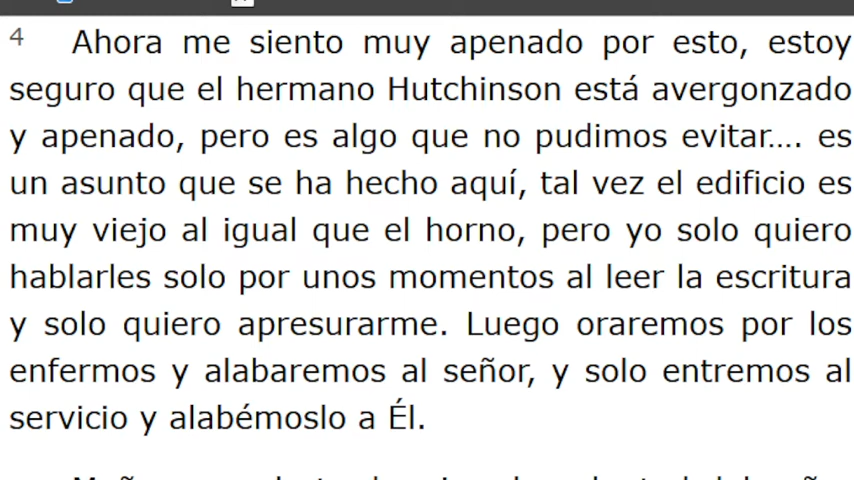 4 Ahora me siento muy apenado por esto, estoy
seguro que el hermano Hutchinson está avergonzado
y apenado, pero es algo que no pudimos evitar.... es
un asunto que se ha hecho aquí, tal vez el edificio es
muy viejo al igual que el horno, pero yo solo quiero
hablarles solo por unos momentos al leer la escritura
y solo quiero apresurarme. Luego oraremos por los
enfermos y alabaremos al señor, y solo entremos al
servicio y alabémoslo a Él.